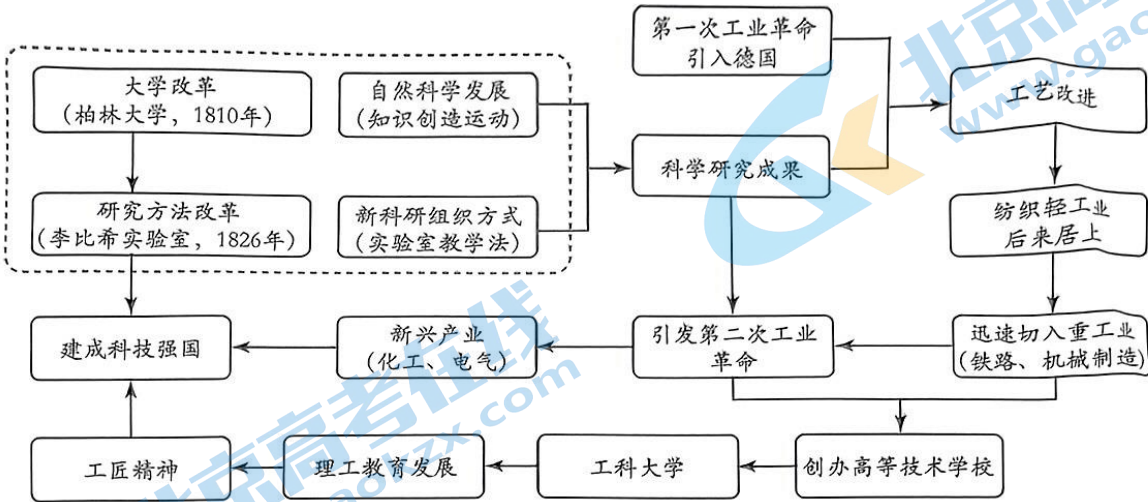 第一次工业革命
引入德国
大学改革
(柏林大学，1810年)
自然科学发展
(知识创造运动)
工艺改进
科学研究成果
研究方法改革
(李比希实验室，1826年)
新科研组织方式
(实验室教学法)
纺织轻工业
后来居上
建成科技强国
新兴产业
(化工、电气)
引发第二次工业
革命
迅速切入重工业
(铁路、机械制造)
工匠精神
理工教育发展
工科大学
创办高等技术学校
北京高考在线